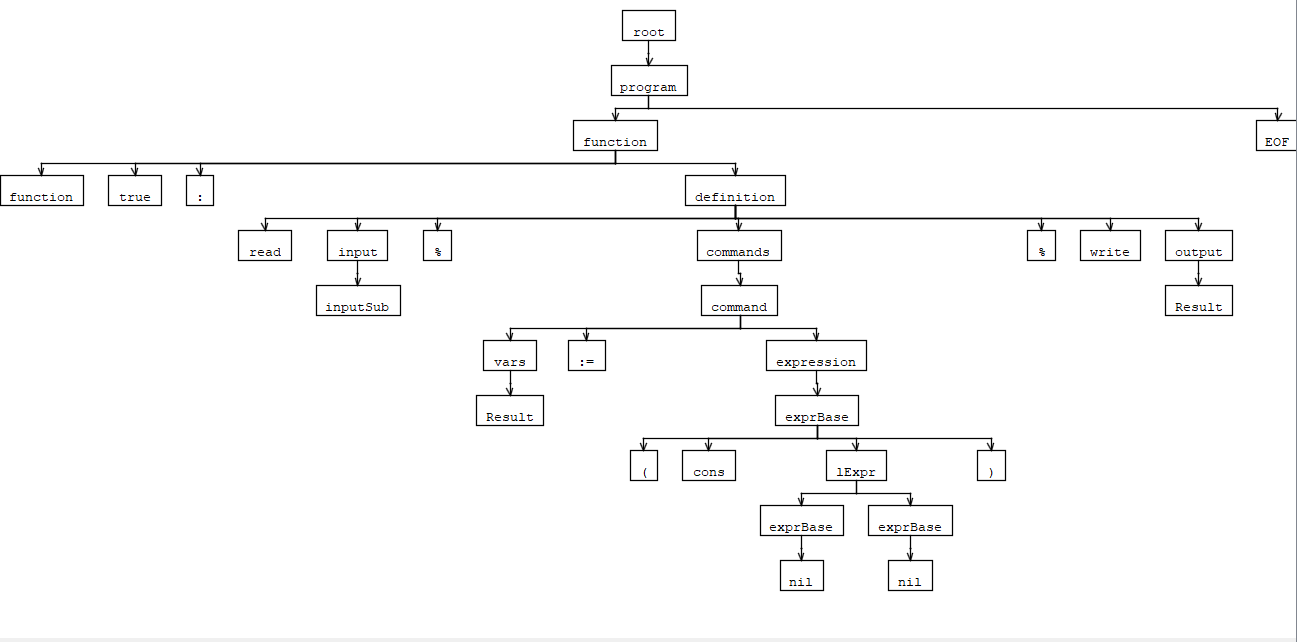 root
program
function EOF
function true : definition
read input % commands % write output
inputSub command Result
vars := expression
Result exprBase
( cons lExpr )
exprBase exprBase
nil nil